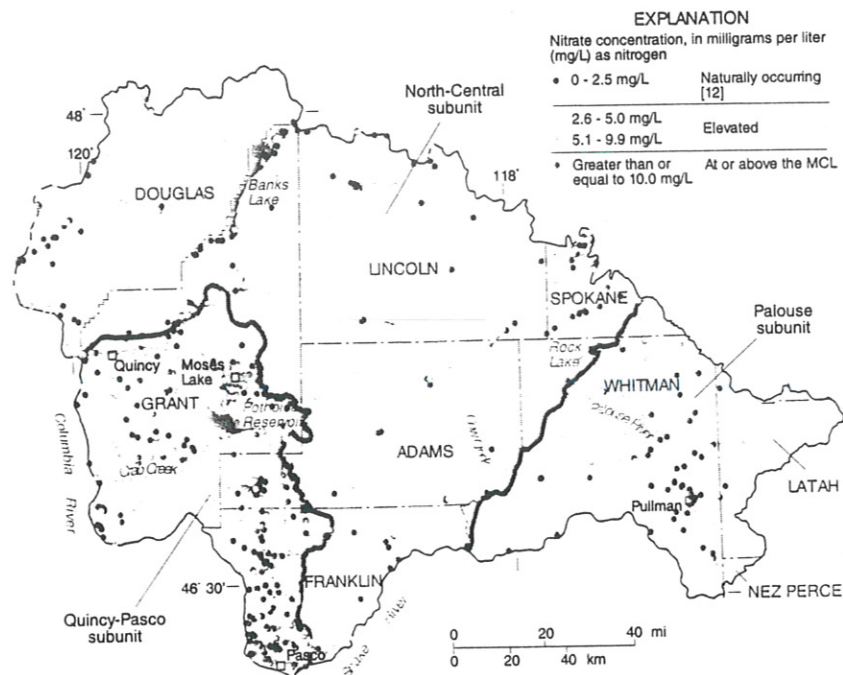 EXPLANATION
Nitrate concentration, in milligrams per liter
(mg/L) as nitrogen
0 - 2.5 mg/L Naturally occurring
[12]
2.6 - 5.0 mg/L
5.1 - 9.9 mg/L
Elevated
Greater than or
equal to 10.0 mg/L
At or above the MCL
North-Central
subunit
48°
120°
118°
DOUGLAS
Banks
Lake
LINCOLN
SPOKANE
Palouse
subunit
Quincy
Moses
Lake
Rock
Lake
WHITMAN
GRANT
Reservoir
Columbia
River
Crab Creek
ADAMS
LATAH
Pullman
46° 30'
FRANKLIN
NEZ PERCE
Quincy-Pasco
subunit
River
Pasco
0 20 40 mi
0 20 40 km